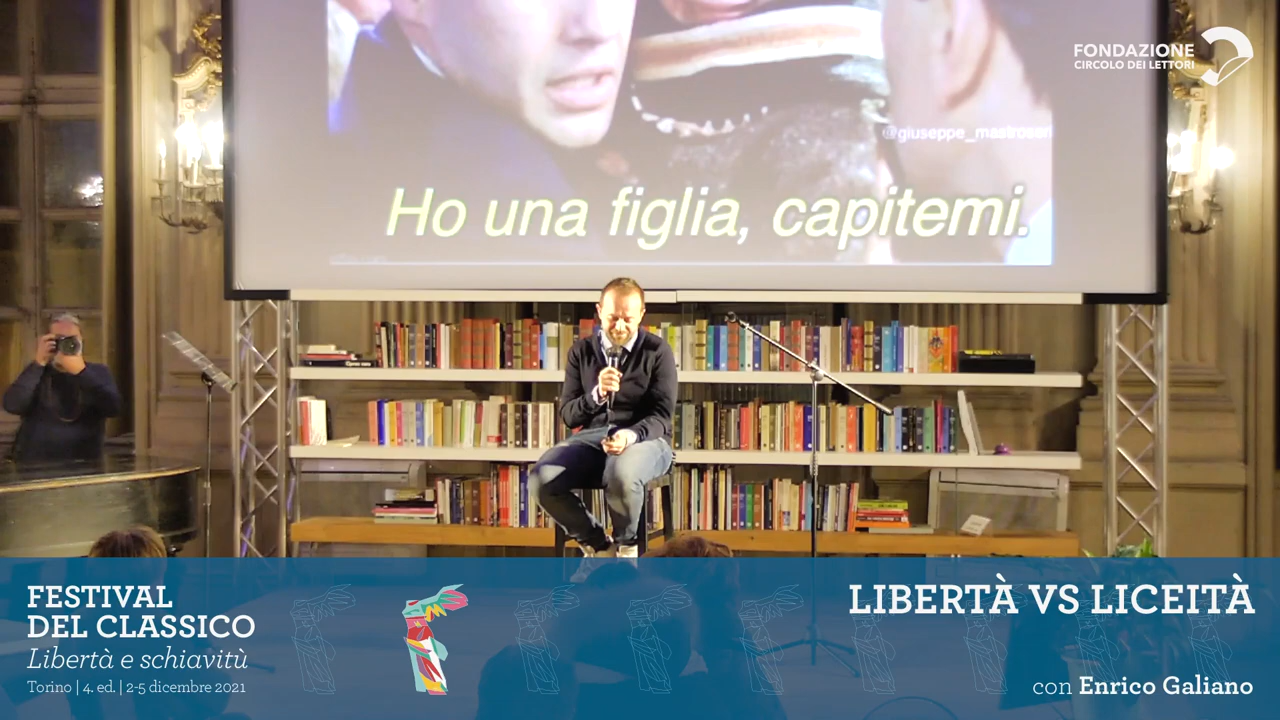 FONDAZIONE
CIRCOLO DEI LETTORI
Ho una figlia, capitemi.
FESTIVAL
DEL CLASSICO
Libertà e schiavitù
Torino | 4. ed. | 2-5 dicembre 2021
LIBERTÀ VS LICEITÀ
con Enrico Galiano